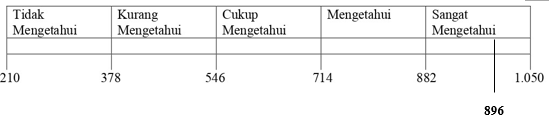 Tidak Kurang Cukup Mengetahui Sangat
Mengetahui Mengetahui Mengetahui Mengetahui
210 378 546 714 882 1.050
896